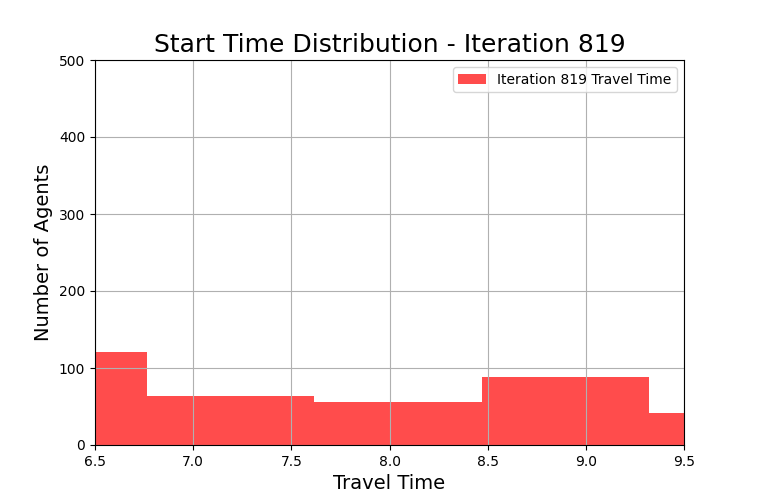 Start Time Distribution - Iteration 819
Iteration 819 Travel Time
Number of Agents
500
400
300
200
100
0
6.5 7.0 7.5 8.0 8.5 9.0 9.5
Travel Time